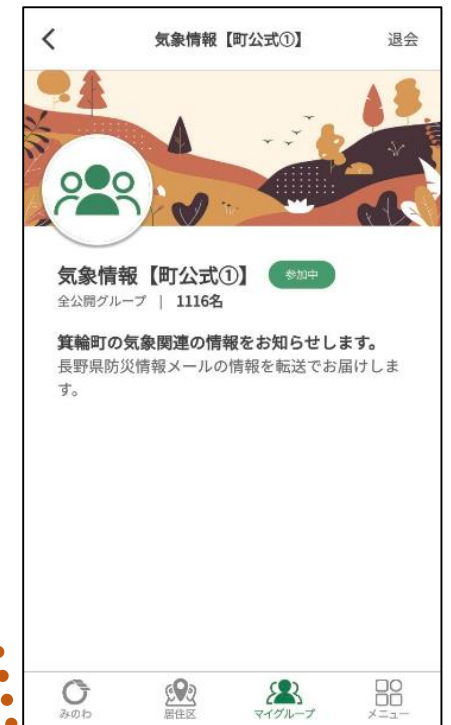 気象情報【町公式①】 退会
気象情報【町公式①】 参加中
全公開グループ | 1116名
箕輪町の気象関連の情報をお知らせします。
長野県防災情報メールの情報を転送でお届けしま
す。
みのわ 居住区 マイグループ メニュー